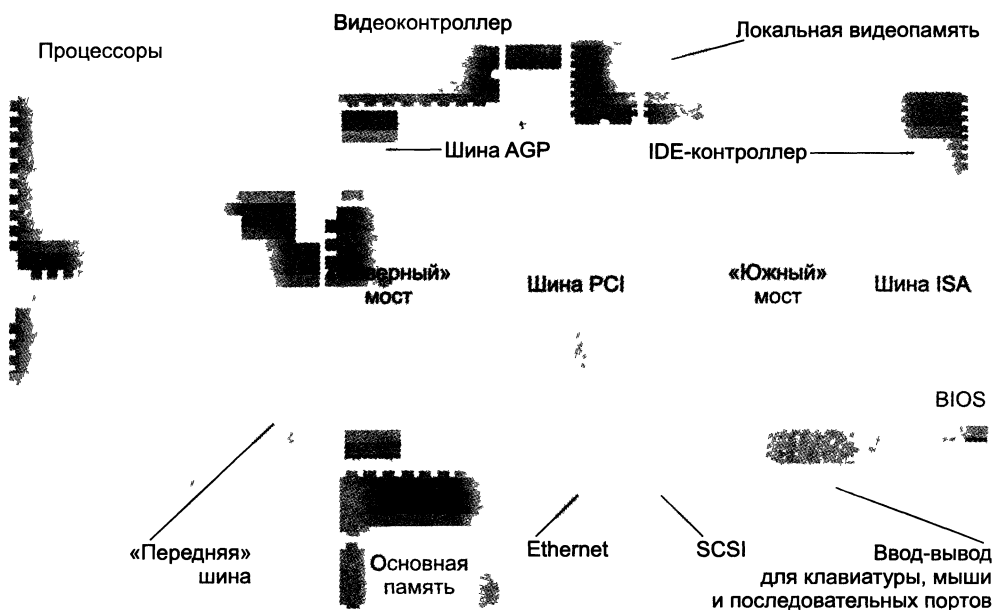 Процессоры
Видеоконтроллер
Локальная видеопамять
Шина AGP
IDE-контроллер
мост
Шина PCI
«Южный»
мост
Шина ISA
BIOS
«Передняя»
шина
Основная
память
Ethernet
SCSI
Ввод-вывод
для клавиатуры, мыши
и последовательных портов